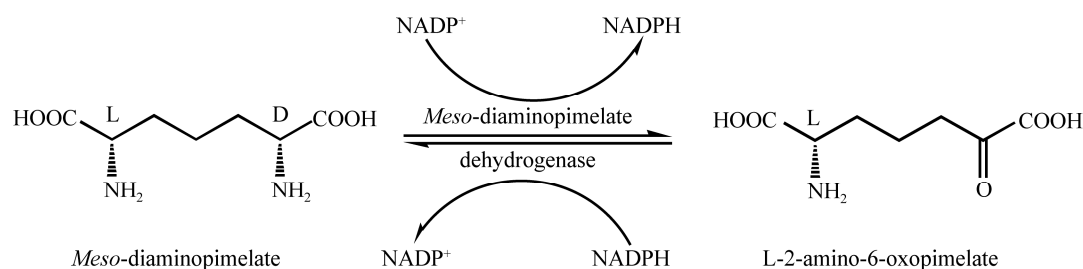 NADP⁺ NADPH
HOOC L D COOH
NH₂ NH₂
Meso-diaminopimelate
dehydrogenase
HOOC L COOH
NH₂ O
NADP⁺ NADPH
Meso-diaminopimelate
L-2-amino-6-oxopimelate